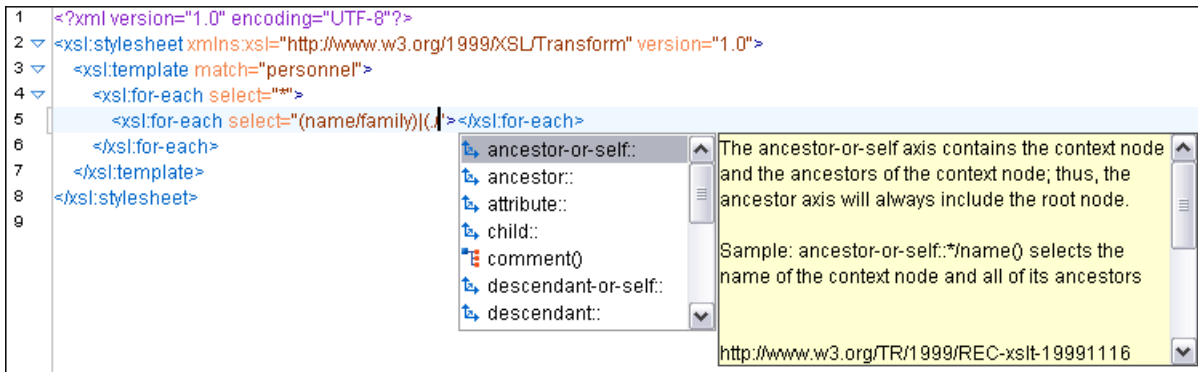 1 <?xml version="1.0" encoding="UTF-8"?>
2 <xsl:stylesheet xmlns:xsl="http://www.w3.org/1999/XSL/Transform" version="1.0">
3 <xsl:template match="personnel">
4 <xsl:for-each select="*">
5 <xsl:for-each select="(name/family)|(./"></xsl:for-each>
6 </xsl:for-each>
7 </xsl:template>
8 </xsl:stylesheet>
9
ancestor-or-self::
ancestor::
attribute::
child::
comment()
descendant-or-self::
descendant::
The ancestor-or-self axis contains the context node
and the ancestors of the context node; thus, the
ancestor axis will always include the root node.
Sample: ancestor-or-self::*/name() selects the
name of the context node and all of its ancestors
http://www.w3.org/TR/1999/REC-xslt-19991116